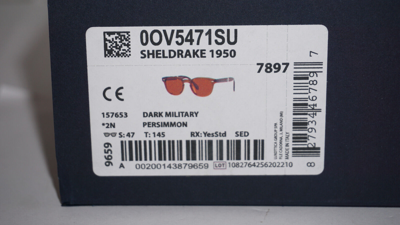 0OV5471SU
SHELDRAKE 1950
7897
CE
157653 DARK MILITARY
*2N PERSIMMON
S: 47 T: 145 RX: YesStd SED
9659
A 00200143879659 LOT 1082764256202210
MADE IN ITALY
8 27934 46789 7